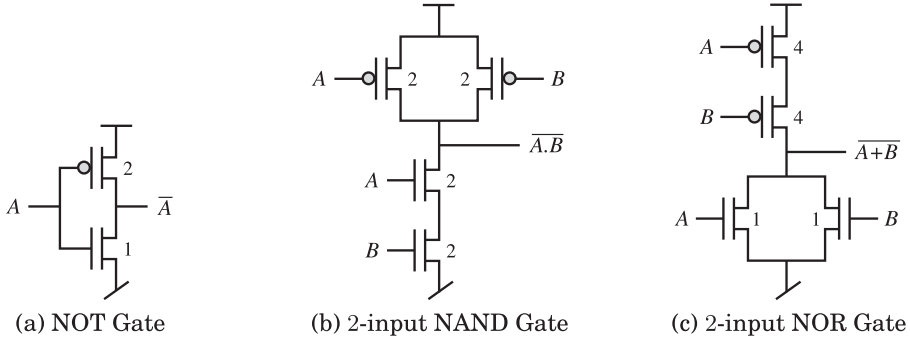 A
2
A̅
1
(a) NOT Gate
A
2
2
B
A̅.̅B̅
A
2
B
2
(b) 2-input NAND Gate
A
4
B
4
A̅+̅B̅
A
1
1
B
(c) 2-input NOR Gate